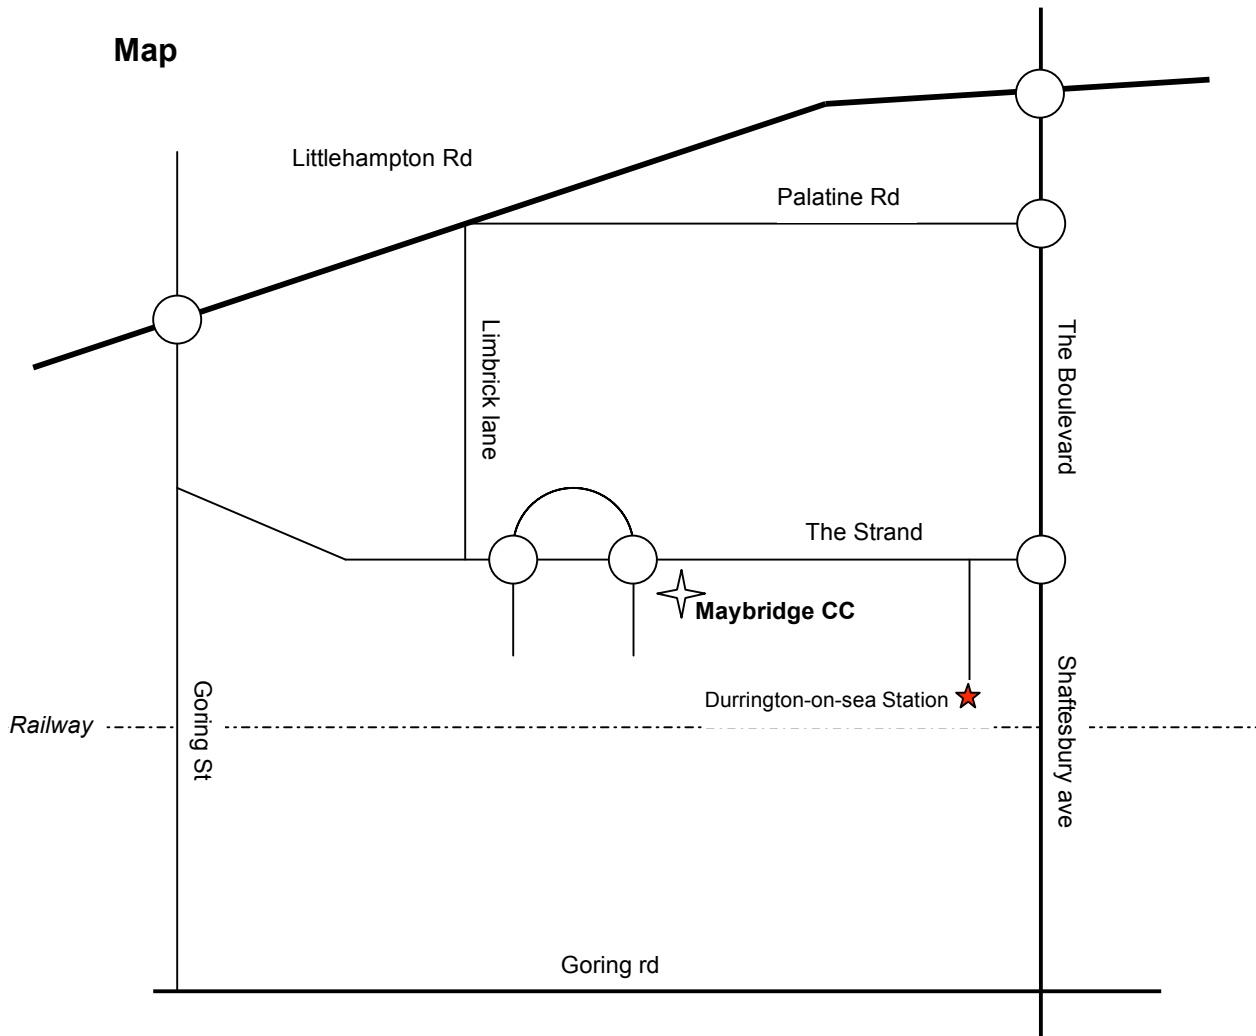 Map
Littlehampton Rd
Palatine Rd
Limbrick lane
The Boulevard
The Strand
Maybridge CC
Durrington-on-sea Station
Railway
Goring St
Shaftesbury ave
Goring rd